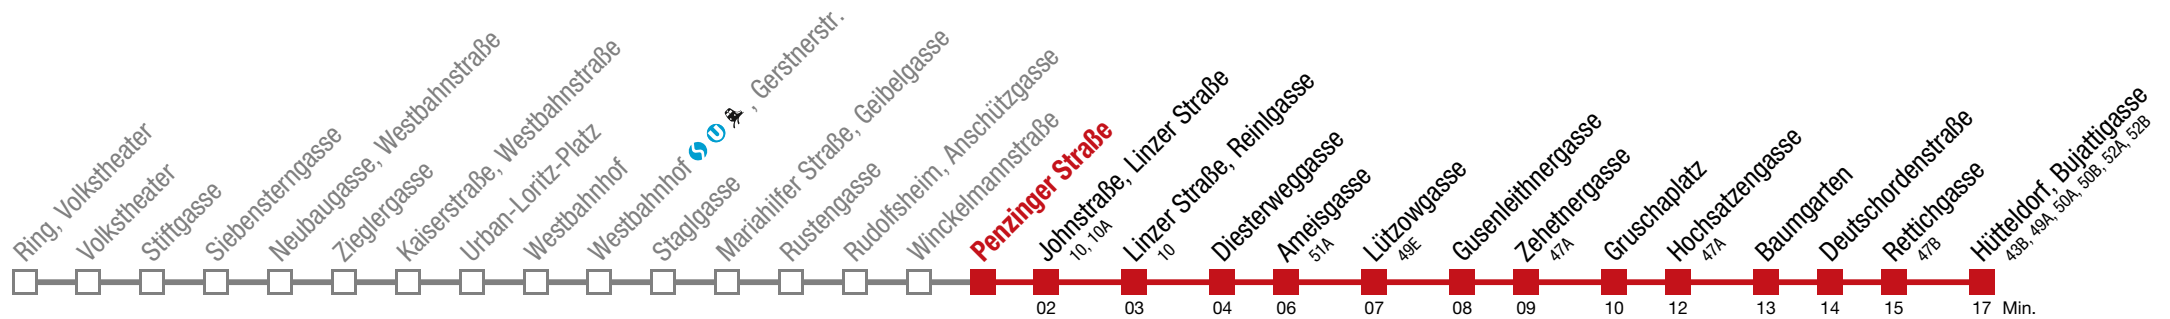 Ring, Volkstheater
Volkstheater
Stiftgasse
Siebensterngasse
Neubaugasse, Westbahnstraße
Zieglergasse
Kaiserstraße, Westbahnstraße
Urban-Loritz-Platz
Westbahnhof
Westbahnhof S U , Gerstnerstr.
Staglgasse
Mariahilfer Straße, Geibelgasse
Rustengasse
Rudolfsheim, Anschützgasse
Winckelmannstraße
Penzinger Straße
Johnstraße, Linzer Straße
10, 10A
Linzer Straße, Reinlgasse
10
Diesterweggasse
Ameisgasse
51A
Lützowgasse
49E
Gusenleithnergasse
Zehetnergasse
47A
Gruschaplatz
Hochsatzengasse
47A
Baumgarten
Deutschordenstraße
Rettichgasse
47B
Hütteldorf, Bujattigasse
43B, 49A, 50A, 50B, 52A, 52B
02 03 04 06 07 08 09 10 12 13 14 15 17 Min.